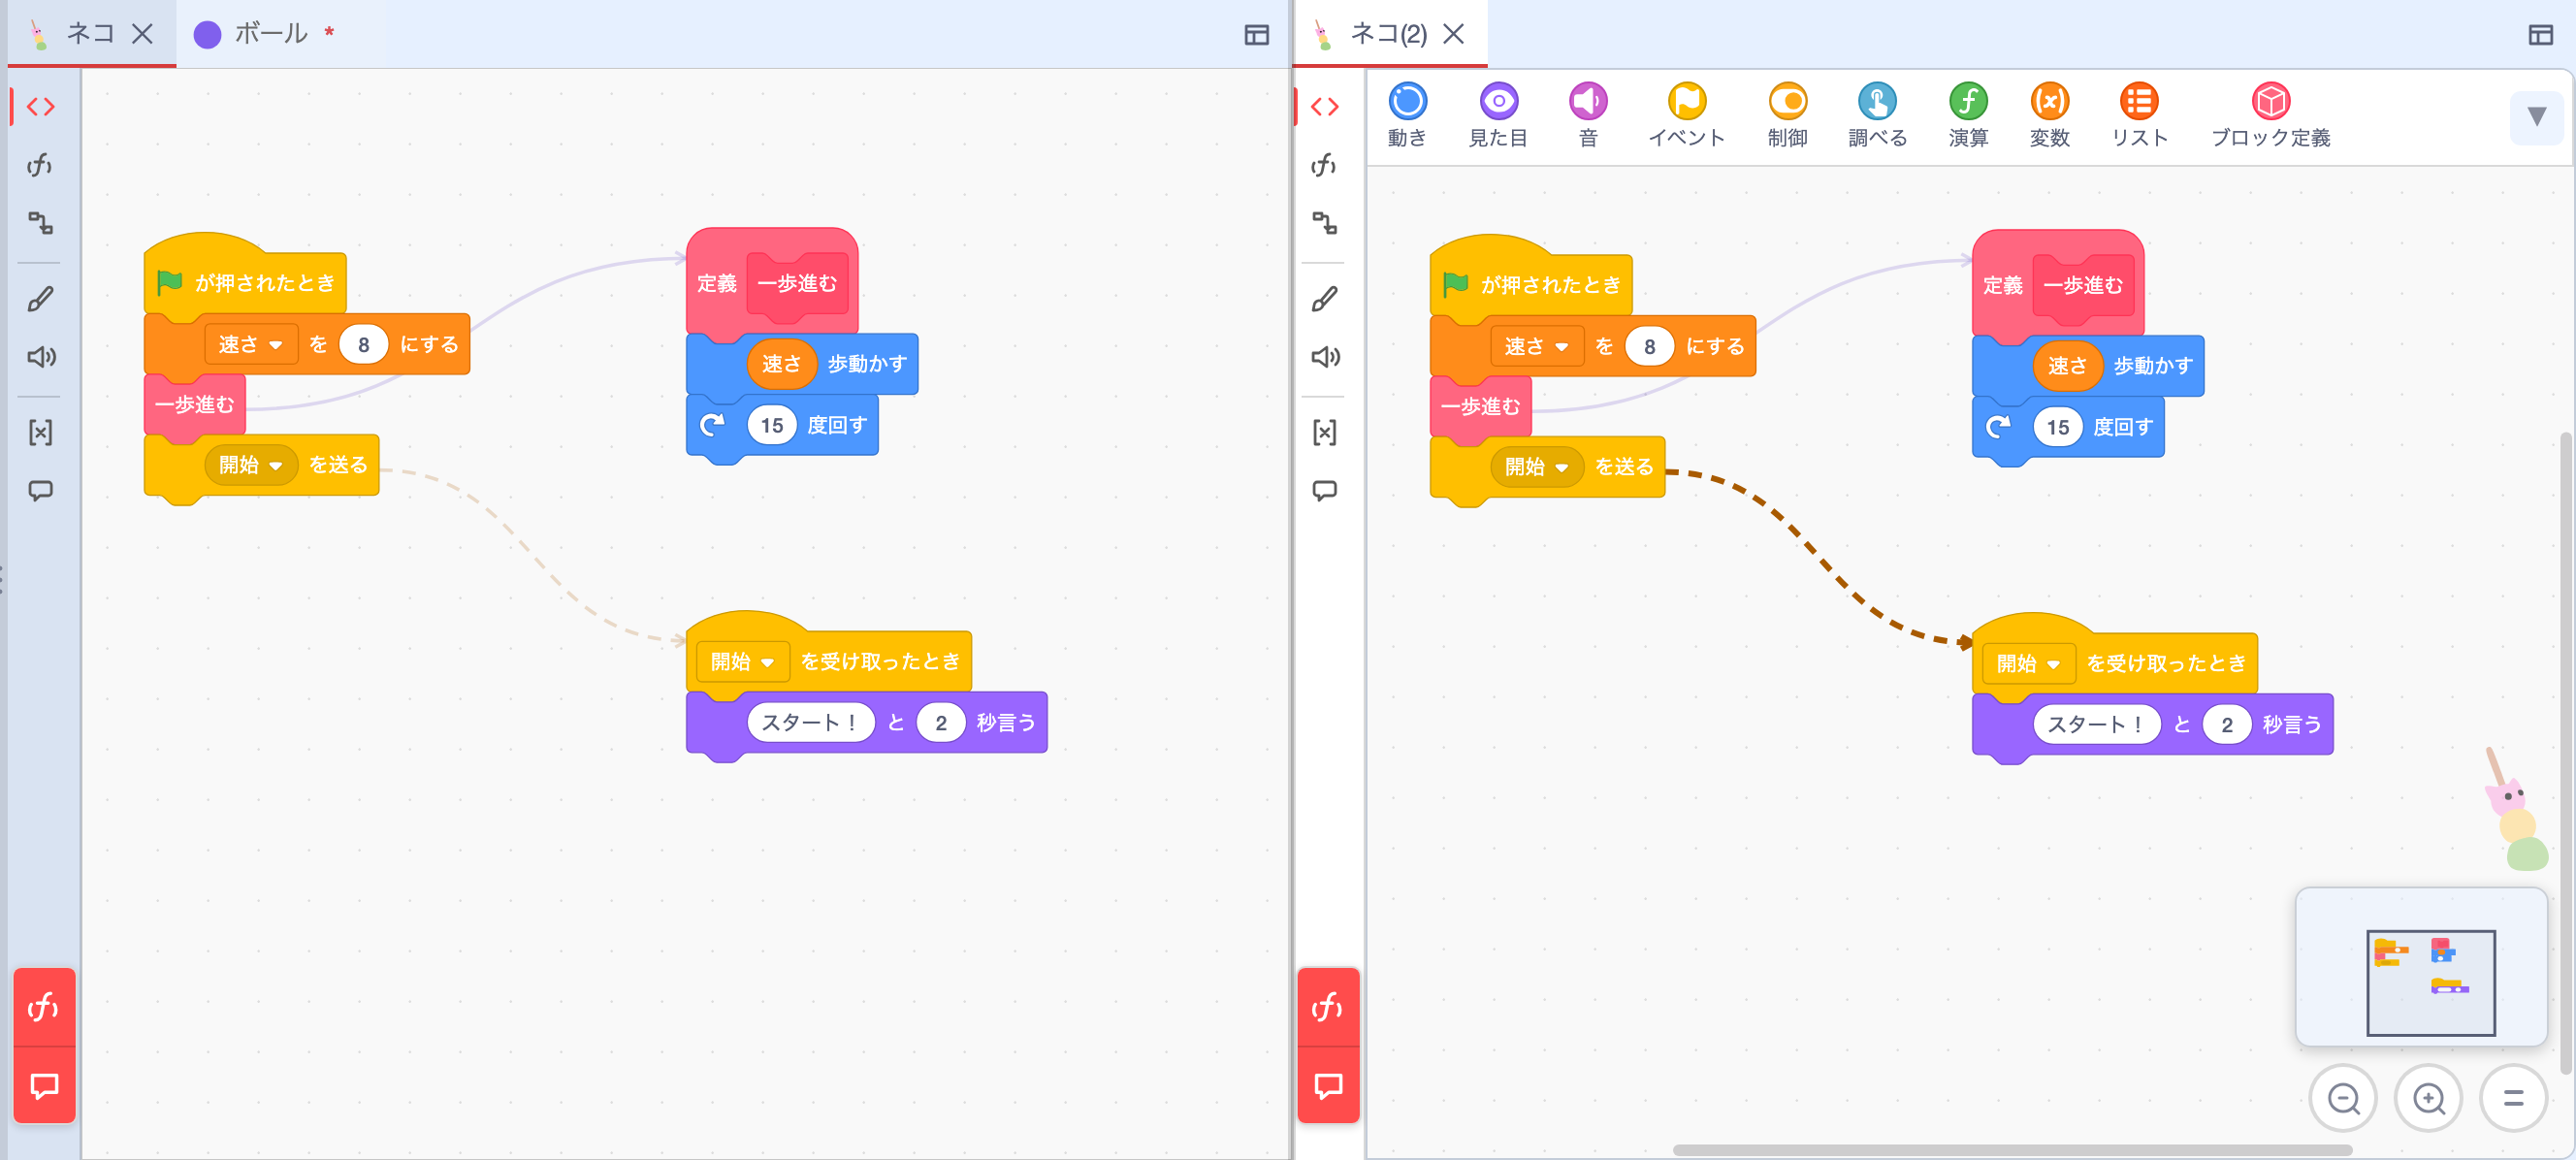 ネコ
ボール *
が押されたとき
速さ を 8 にする
一歩進む
開始 を送る
定義 一歩進む
速さ 歩動かす
15 度回す
開始 を受け取ったとき
スタート! と 2 秒言う
ネコ(2)
動き 見た目 音 イベント 制御 調べる 演算 変数 リスト ブロック定義
が押されたとき
速さ を 8 にする
一歩進む
開始 を送る
定義 一歩進む
速さ 歩動かす
15 度回す
開始 を受け取ったとき
スタート! と 2 秒言う